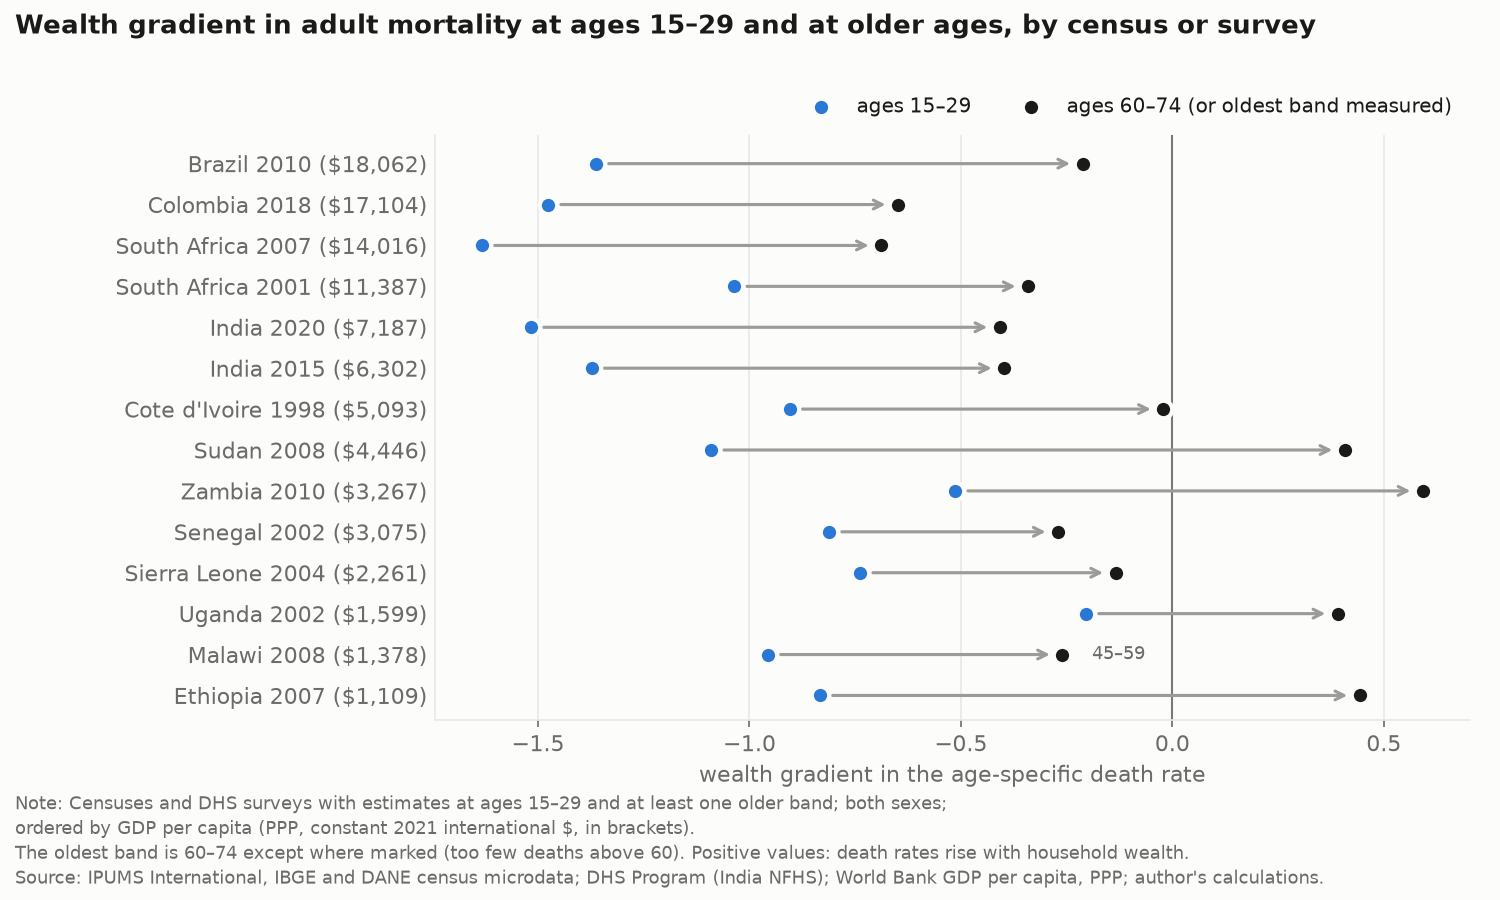 Wealth gradient in adult mortality at ages 15–29 and at older ages, by census or survey
ages 15–29
ages 60–74 (or oldest band measured)
Brazil 2010 ($18,062)
Colombia 2018 ($17,104)
South Africa 2007 ($14,016)
South Africa 2001 ($11,387)
India 2020 ($7,187)
India 2015 ($6,302)
Cote d'Ivoire 1998 ($5,093)
Sudan 2008 ($4,446)
Zambia 2010 ($3,267)
Senegal 2002 ($3,075)
Sierra Leone 2004 ($2,261)
Uganda 2002 ($1,599)
Malawi 2008 ($1,378)
45–59
Ethiopia 2007 ($1,109)
−1.5
−1.0
−0.5
0.0
0.5
wealth gradient in the age-specific death rate
Note: Censuses and DHS surveys with estimates at ages 15–29 and at least one older band; both sexes;
ordered by GDP per capita (PPP, constant 2021 international $, in brackets).
The oldest band is 60–74 except where marked (too few deaths above 60). Positive values: death rates rise with household wealth.
Source: IPUMS International, IBGE and DANE census microdata; DHS Program (India NFHS); World Bank GDP per capita, PPP; author's calculations.